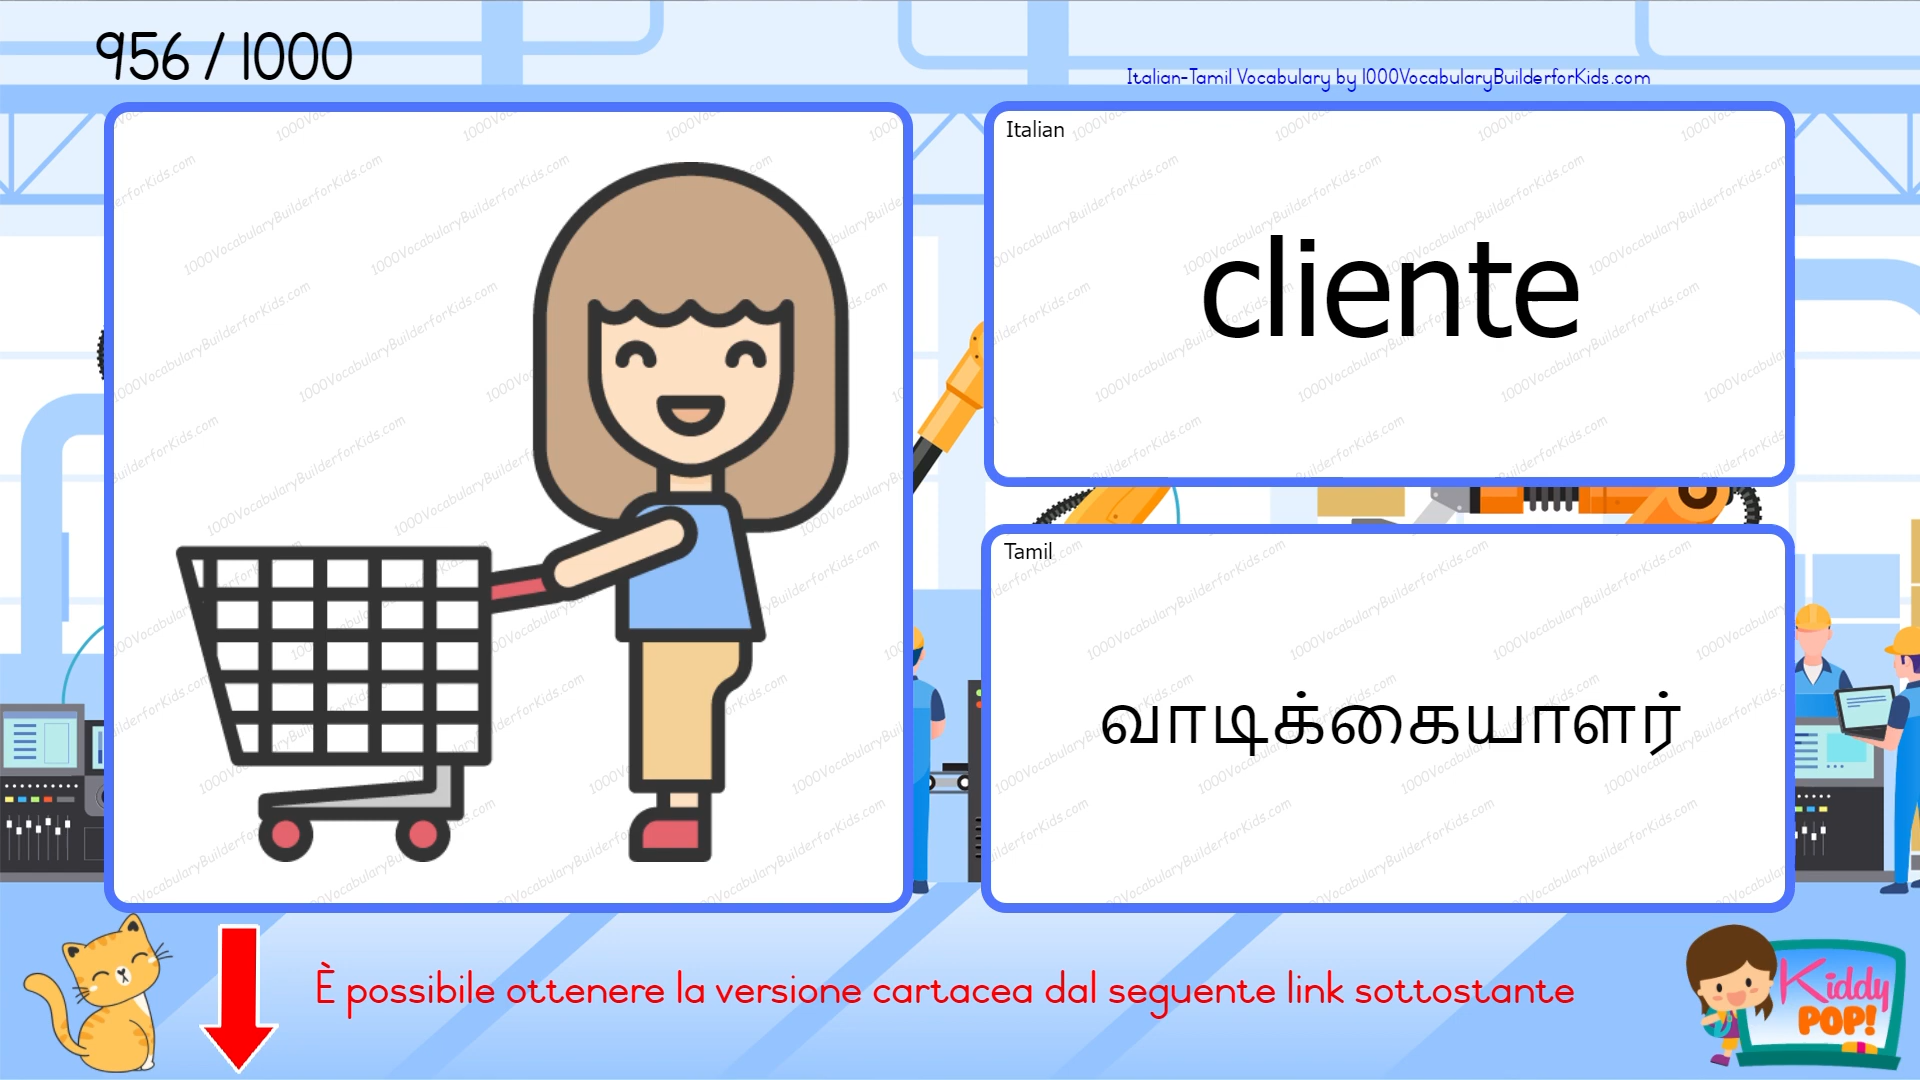 956 / 1000
Italian-Tamil Vocabulary by 1000VocabularyBuilderforKids.com
Italian
cliente
Tamil
வாடிக்கையாளர்
È possibile ottenere la versione cartacea dal seguente link sottostante
Kiddy
POP!